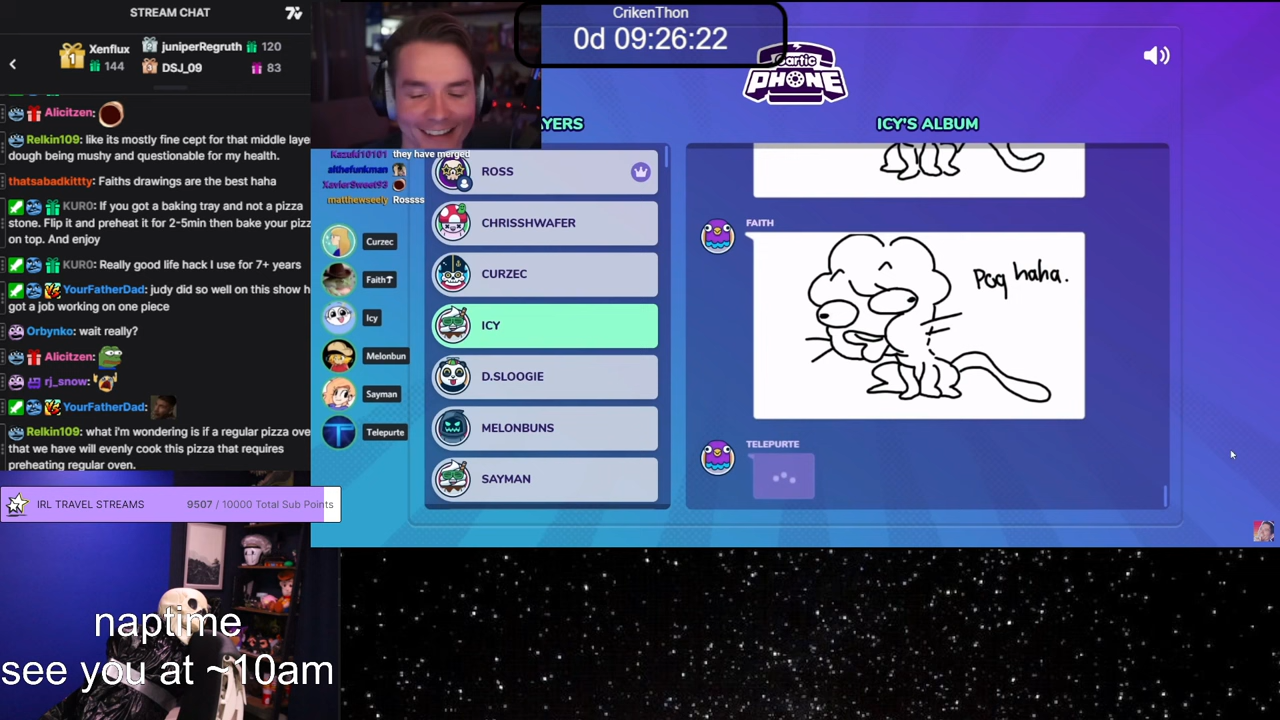 STREAM CHAT
Xenflux
144
juniperRegruth 120
DSJ_09 83
1
Alicitzen:
Relkin109: like its mostly fine cept for that middle laye
dough being mushy and questionable for my health.
thatsabadkittty: Faiths drawings are the best haha
KURO: If you got a baking tray and not a pizza
stone. Flip it and preheat it for 2-5min then bake your pizz
on top. And enjoy
KURO: Really good life hack I use for 7+ years
YourFatherDad: judy did so well on this show h
got a job working on one piece
Orbynko: wait really?
Alicitzen:
rj_snow:
YourFatherDad:
Relkin109: what i'm wondering is if a regular pizza ove
that we have will evenly cook this pizza that requires
preheating regular oven.
IRL TRAVEL STREAMS 9507 / 10000 Total Sub Points
naptime
see you at ~10am
CrikenThon
0d 09:26:22
Kazuld10101 they have merged
althefunkman
XavierSweet93
matthewseely Rossss
Curzec
Faith
Icy
Melonbun
Sayman
Telepurte
YERS
ROSS
CHRISSHWAFER
CURZEC
ICY
D.SLOOGIE
MELONBUNS
SAYMAN
Gartic
PHONE
ICY'S ALBUM
FAITH
Pog haha.
TELEPURTE